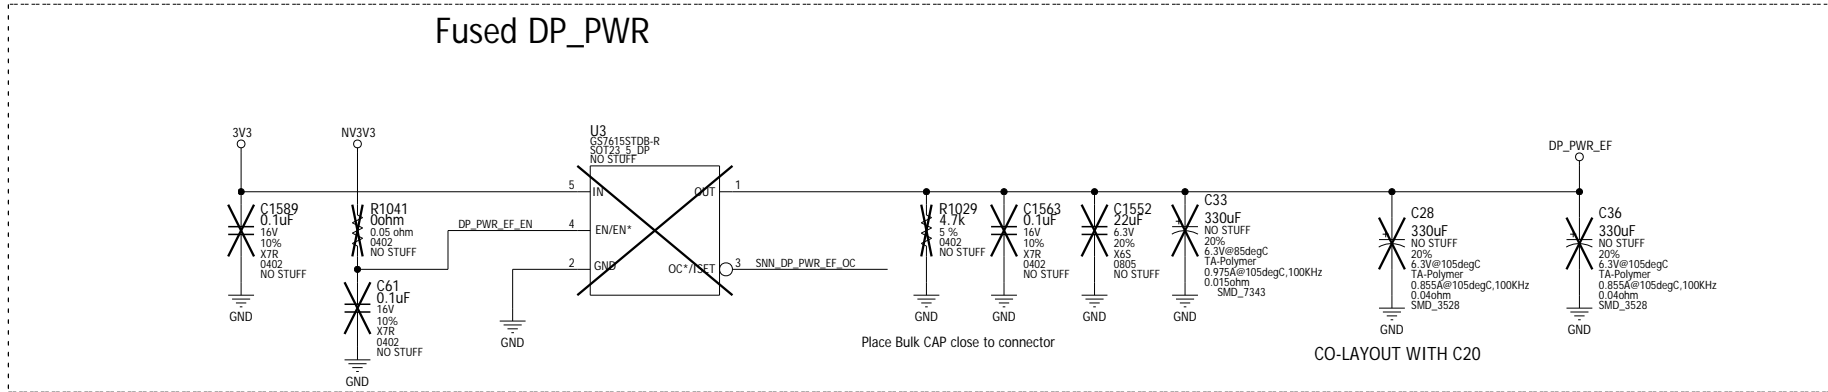 Fused DP_PWR
3V3
NV3V3
U3
GS7615STDB-R
SOT23_5_DP
NO STUFF
DP_PWR_EF
5
IN
OUT
1
C1589
0.1uF
16V
10%
X7R
0402
NO STUFF
GND
R1041
0ohm
0.05 ohm
0402
NO STUFF
DP_PWR_EF_EN
4
EN/EN*
2
GND
OC*/ISET
3
SNN_DP_PWR_EF_OC
C61
0.1uF
16V
10%
X7R
0402
NO STUFF
GND
GND
R1029
4.7k
5 %
0402
NO STUFF
GND
C1563
0.1uF
16V
10%
X7R
0402
NO STUFF
GND
C1552
22uF
6.3V
20%
X6S
0805
NO STUFF
GND
C33
330uF
NO STUFF
20%
6.3V@85degC
TA-Polymer
0.975A@105degC,100KHz
0.015ohm
SMD_7343
GND
C28
330uF
NO STUFF
20%
6.3V@105degC
TA-Polymer
0.855A@105degC,100KHz
0.04ohm
SMD_3528
GND
C36
330uF
NO STUFF
20%
6.3V@105degC
TA-Polymer
0.855A@105degC,100KHz
0.04ohm
SMD_3528
GND
Place Bulk CAP close to connector
CO-LAYOUT WITH C20